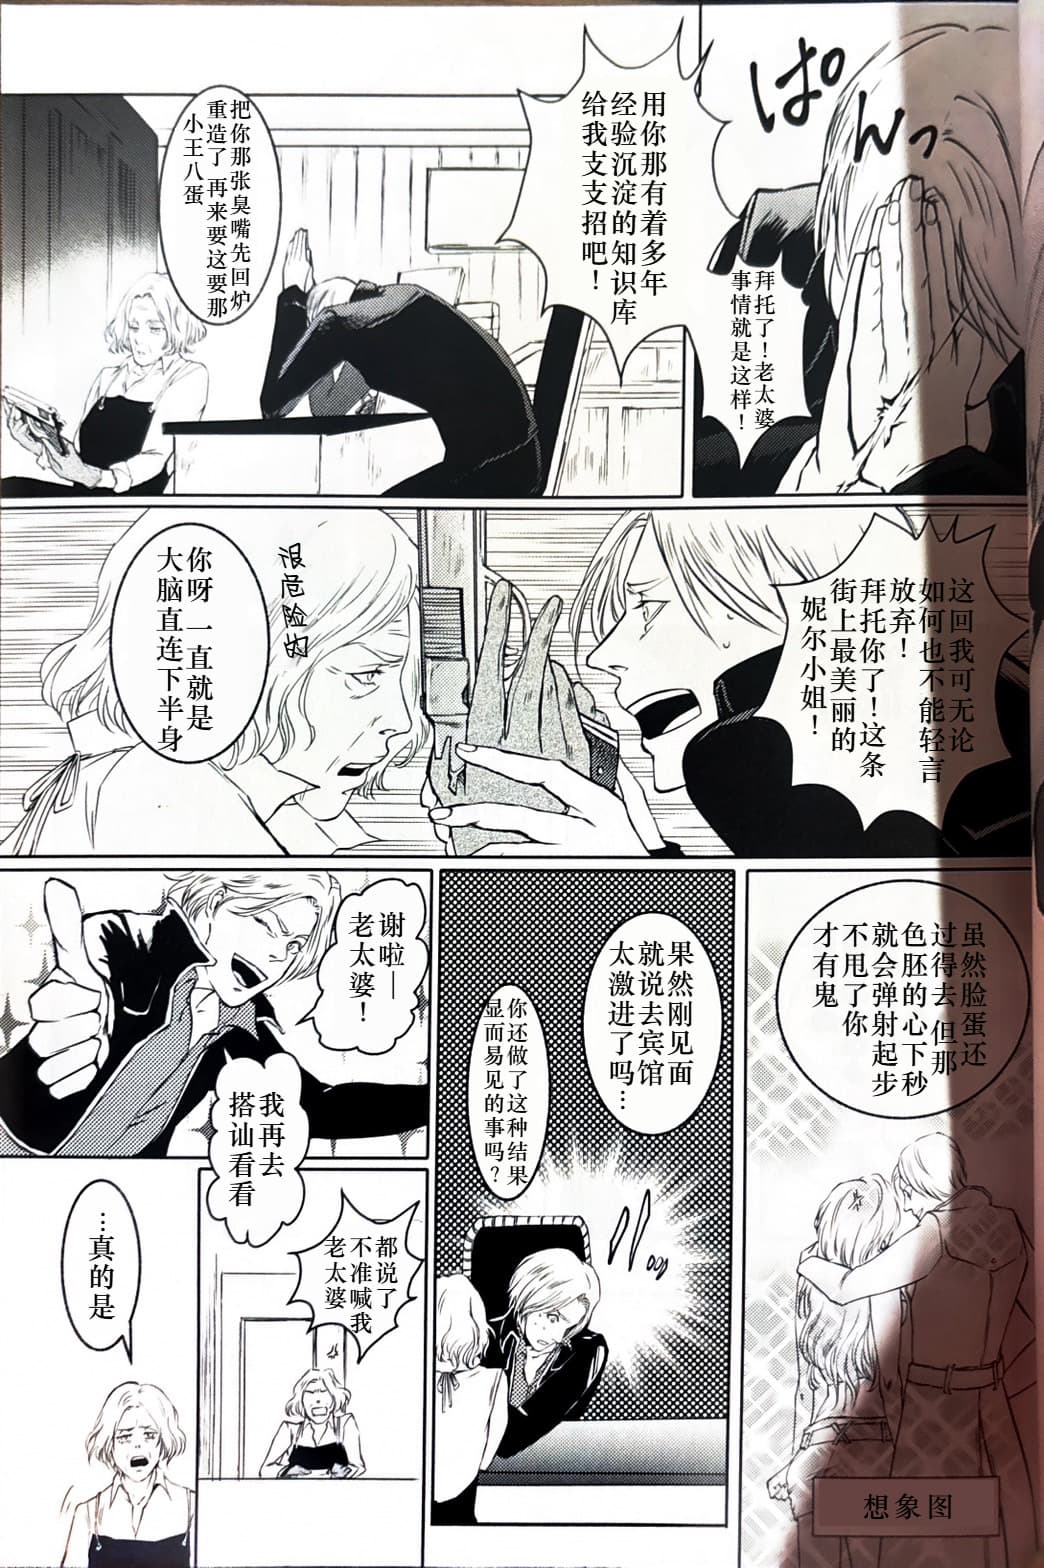 ぱんっ
拜托了！老太婆
事情就是这样！
用你那有着多年
经验沉淀的知识库
给我支支招吧！
把你那张臭嘴先回炉
重造了再来要这要那
小王八蛋
这回我可无论
如何也不能轻言
放弃！
拜托你了！这条
街上最美丽的
妮尔小姐！
很危险的
你呀一直就是
大脑直连下半身
虽然脸蛋还
过得去但那
色胚的心下秒
就会弹射起步
不甩了你
才有鬼
想象图
果然刚见面
就说去宾馆
太激进了吗…
你还做了这种结果
显而易见的事吗？
谢啦—
老太婆！
我再去
搭讪看看
都说了
不准喊我
老太婆
…真的是